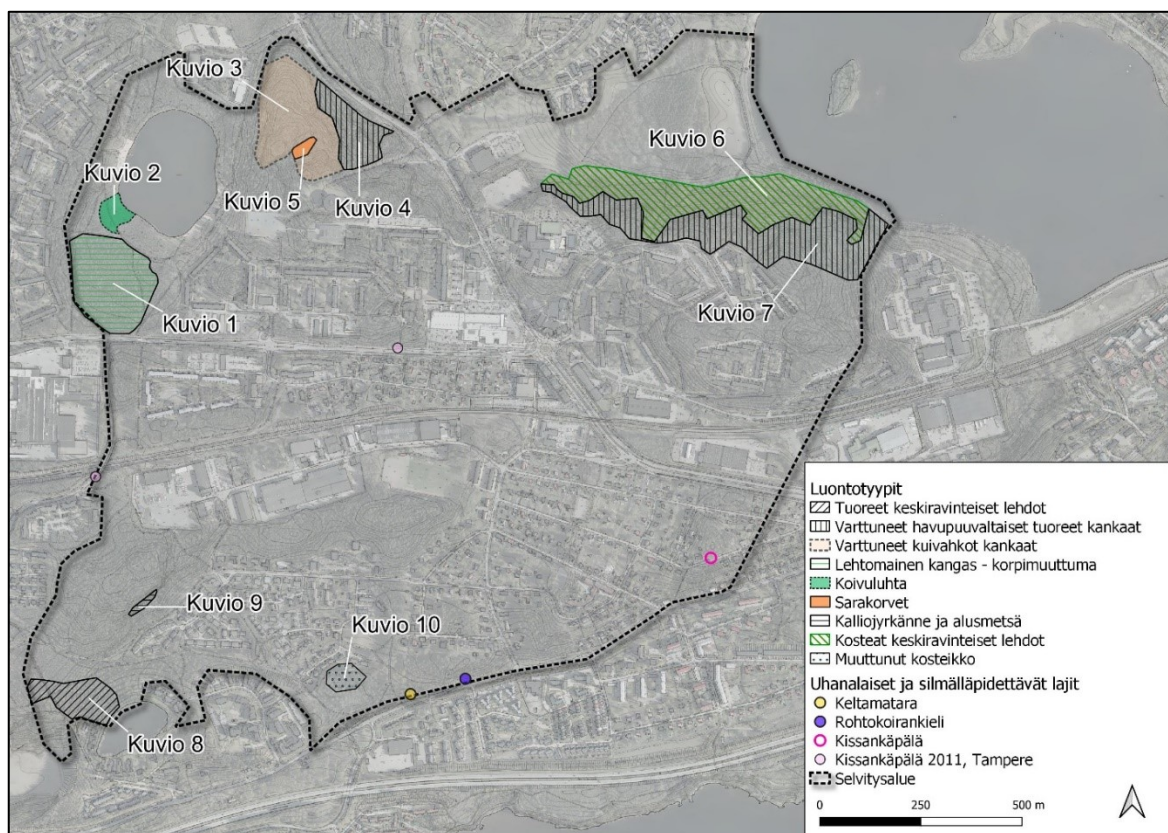 Kuvio 3
Kuvio 2
Kuvio 5
Kuvio 4
Kuvio 6
Kuvio 1
Kuvio 7
Kuvio 9
Kuvio 10
Kuvio 8
Luontotyypit
Tuoreet keskiravinteiset lehdot
Varttuneet havupuuvaltaiset tuoreet kankaat
Varttuneet kuivahkot kankaat
Lehtomainen kangas - korpimuuttuma
Koivuluhta
Sarakorvet
Kalliojyrkänne ja alusmetsä
Kosteat keskiravinteiset lehdot
Muuttunut kosteikko
Uhanalaiset ja silmälläpidettävät lajit
Keltamatara
Rohtokoirankieli
Kissankäpälä
Kissankäpälä 2011, Tampere
Selvitysalue
0 250 500 m